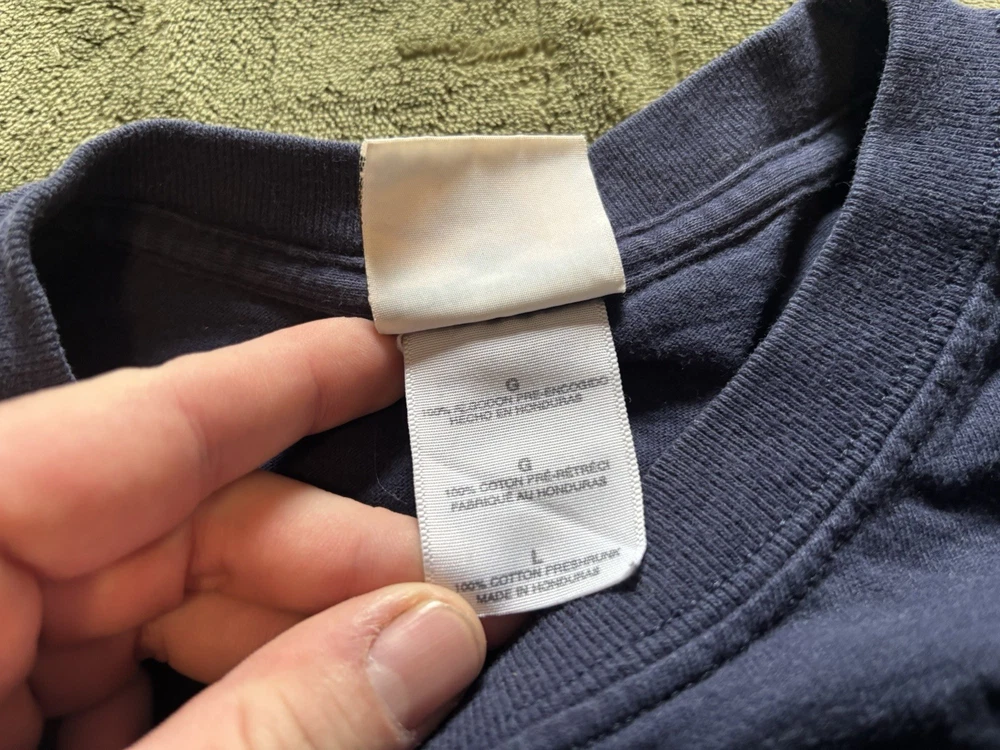 G
100% ALGODON PRE-ENCOGIDO
HECHO EN HONDURAS
G
100% COTON PRÉ-RÉTRÉCI
FABRIQUÉ AU HONDURAS
L
100% COTTON PRESHRUNK
MADE IN HONDURAS